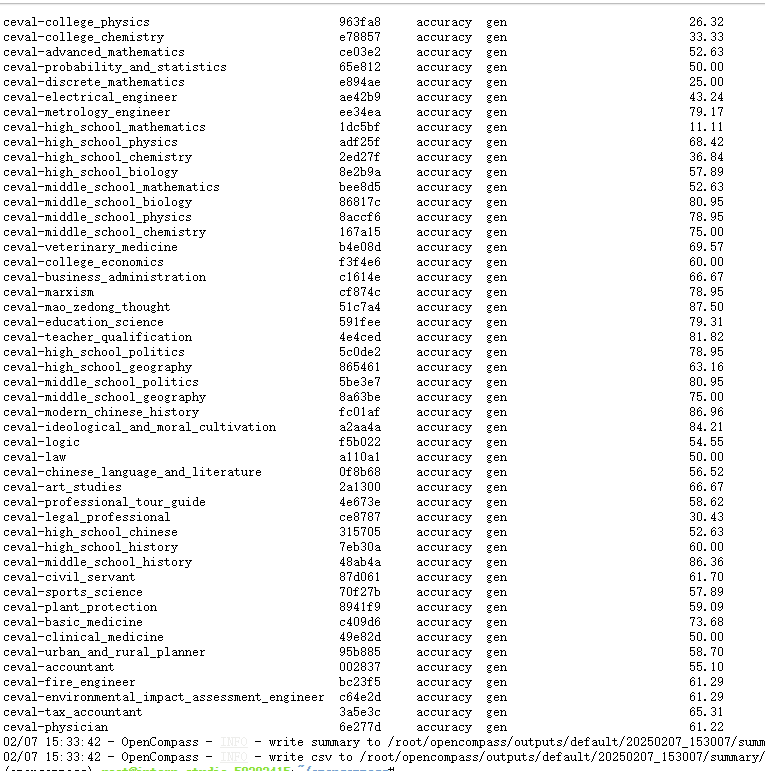 ceval-college_physics 963fa8 accuracy gen 26.32
ceval-college_chemistry e78857 accuracy gen 33.33
ceval-advanced_mathematics ce03e2 accuracy gen 52.63
ceval-probability_and_statistics 65e812 accuracy gen 50.00
ceval-discrete_mathematics e894ae accuracy gen 25.00
ceval-electrical_engineer ae42b9 accuracy gen 43.24
ceval-metrology_engineer ee34ea accuracy gen 79.17
ceval-high_school_mathematics 1dc5bf accuracy gen 11.11
ceval-high_school_physics adf25f accuracy gen 68.42
ceval-high_school_chemistry 2ed27f accuracy gen 36.84
ceval-high_school_biology 8e2b9a accuracy gen 57.89
ceval-middle_school_mathematics bee8d5 accuracy gen 52.63
ceval-middle_school_biology 86817c accuracy gen 80.95
ceval-middle_school_physics 8accf6 accuracy gen 78.95
ceval-middle_school_chemistry 167a15 accuracy gen 75.00
ceval-veterinary_medicine b4e08d accuracy gen 69.57
ceval-college_economics f3f4e6 accuracy gen 60.00
ceval-business_administration c1614e accuracy gen 66.67
ceval-marxism cf874c accuracy gen 78.95
ceval-mao_zedong_thought 51c7a4 accuracy gen 87.50
ceval-education_science 591fee accuracy gen 79.31
ceval-teacher_qualification 4e4ced accuracy gen 81.82
ceval-high_school_politics 5c0de2 accuracy gen 78.95
ceval-high_school_geography 865461 accuracy gen 63.16
ceval-middle_school_politics 5be3e7 accuracy gen 80.95
ceval-middle_school_geography 8a63be accuracy gen 75.00
ceval-modern_chinese_history fc01af accuracy gen 86.96
ceval-ideological_and_moral_cultivation a2aa4a accuracy gen 84.21
ceval-logic f5b022 accuracy gen 54.55
ceval-law a110a1 accuracy gen 50.00
ceval-chinese_language_and_literature 0f8b68 accuracy gen 56.52
ceval-art_studies 2a1300 accuracy gen 66.67
ceval-professional_tour_guide 4e673e accuracy gen 58.62
ceval-legal_professional ce8787 accuracy gen 30.43
ceval-high_school_chinese 315705 accuracy gen 52.63
ceval-high_school_history 7eb30a accuracy gen 60.00
ceval-middle_school_history 48ab4a accuracy gen 86.36
ceval-civil_servant 87d061 accuracy gen 61.70
ceval-sports_science 70f27b accuracy gen 57.89
ceval-plant_protection 8941f9 accuracy gen 59.09
ceval-basic_medicine c409d6 accuracy gen 73.68
ceval-clinical_medicine 49e82d accuracy gen 50.00
ceval-urban_and_rural_planner 95b885 accuracy gen 58.70
ceval-accountant 002837 accuracy gen 55.10
ceval-fire_engineer bc23f5 accuracy gen 61.29
ceval-environmental_impact_assessment_engineer c64e2d accuracy gen 61.29
ceval-tax_accountant 3a5e3c accuracy gen 65.31
ceval-physician 6e277d accuracy gen 61.22
02/07 15:33:42 - OpenCompass - INFO - write summary to /root/opencompass/outputs/default/20250207_153007/summ
02/07 15:33:42 - OpenCompass - INFO - write csv to /root/opencompass/outputs/default/20250207_153007/summary/